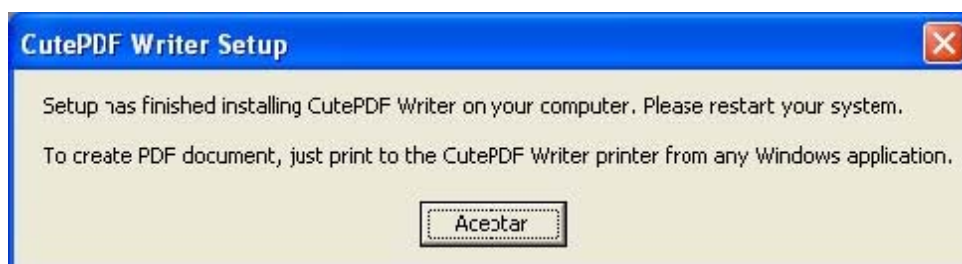 CutePDF Writer Setup
Setup has finished installing CutePDF Writer on your computer. Please restart your system.
To create PDF document, just print to the CutePDF Writer printer from any Windows application.
Aceptar